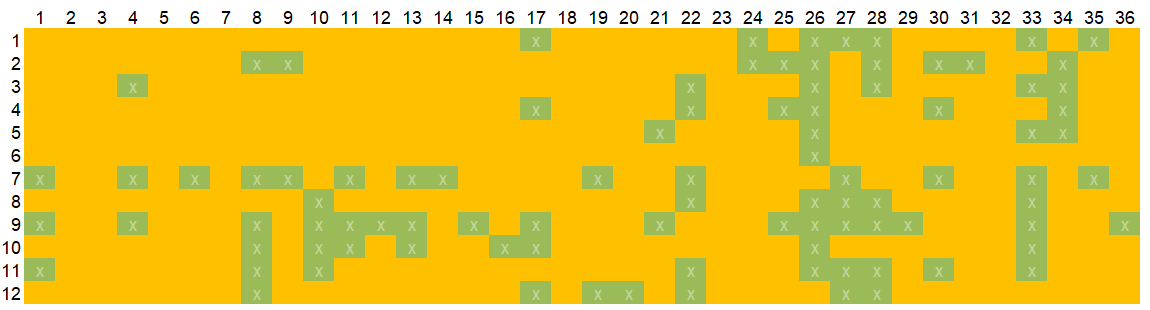 1 2 3 4 5 6 7 8 9 10 11 12 13 14 15 16 17 18 19 20 21 22 23 24 25 26 27 28 29 30 31 32 33 34 35 36
1 x x x x x x x
2 x x x x x x x x x
3 x x x x x x
4 x x x x x x
5 x x x x
6 x
7 x x x x x x x x x x x x x x
8 x x x x x x
9 x x x x x x x x x x x x x x x x x x
10 x x x x x x x x
11 x x x x x x x x x
12 x x x x x x x